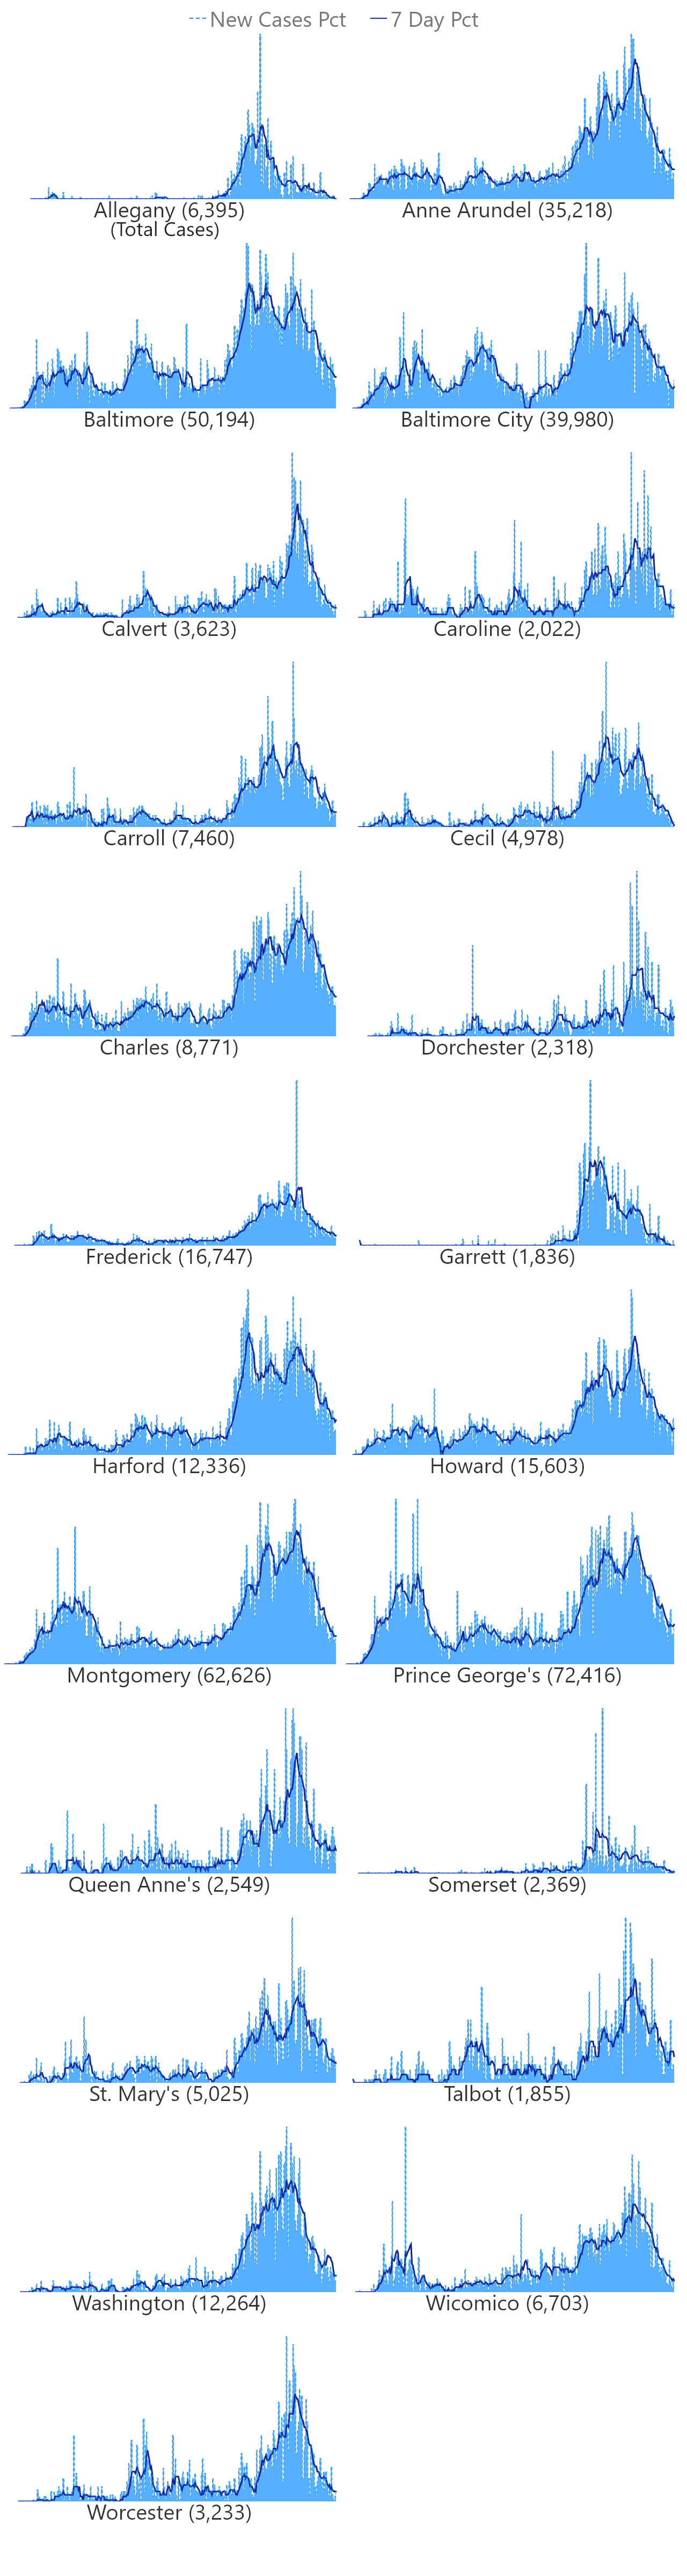 New Cases Pct 7 Day Pct
Allegany (6,395) Anne Arundel (35,218)
(Total Cases)
Baltimore (50,194) Baltimore City (39,980)
Calvert (3,623) Caroline (2,022)
Carroll (7,460) Cecil (4,978)
Charles (8,771) Dorchester (2,318)
Frederick (16,747) Garrett (1,836)
Harford (12,336) Howard (15,603)
Montgomery (62,626) Prince George's (72,416)
Queen Anne's (2,549) Somerset (2,369)
St. Mary's (5,025) Talbot (1,855)
Washington (12,264) Wicomico (6,703)
Worcester (3,233)